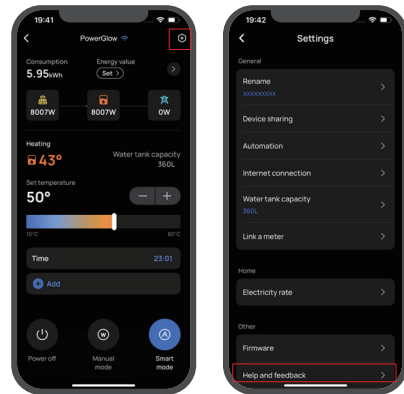 19:41
PowerGlow
Consumption
5.95kWh
Energy value
Set >
8007W
8007W
0W
Heating
43°
Water tank capacity
360L
Set temperature
50°
10°C
80°C
Time
23:01
Add
Power off
Manual
mode
Smart
mode
19:42
Settings
General
Rename
xxxxxxxxx
Device sharing
Automation
Internet connection
Water tank capacity
360L
Link a meter
Home
Electricity rate
Other
Firmware
Help and feedback